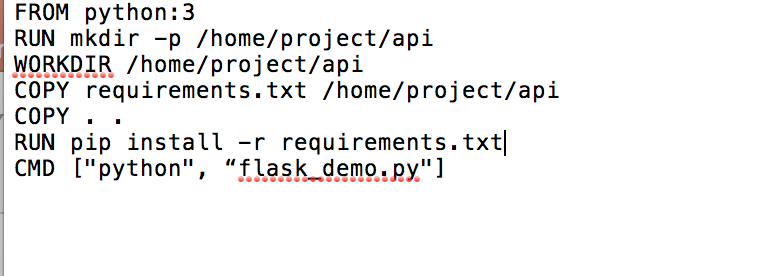 FROM python:3
RUN mkdir -p /home/project/api
WORKDIR /home/project/api
COPY requirements.txt /home/project/api
COPY . .
RUN pip install -r requirements.txt
CMD ["python", “flask_demo.py"]